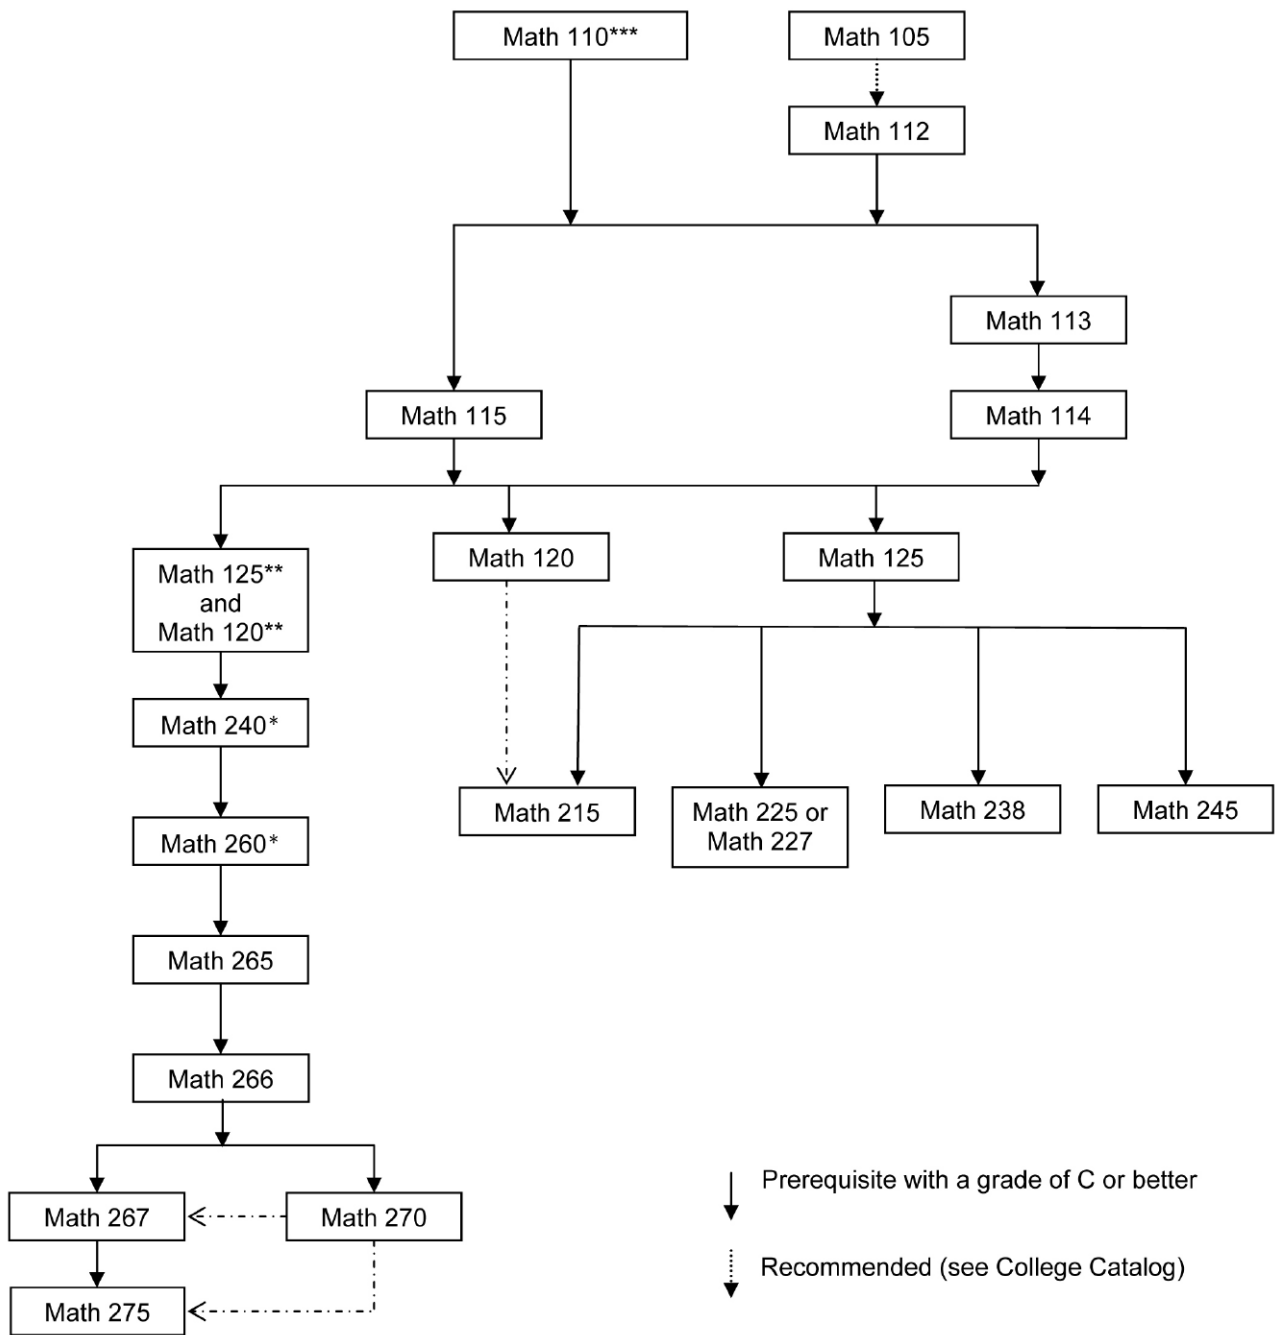 Math 110***
Math 105
Math 112
Math 113
Math 115
Math 114
Math 125**
and
Math 120**
Math 120
Math 125
Math 240*
Math 215
Math 225 or
Math 227
Math 238
Math 245
Math 260*
Math 265
Math 266
Math 267
Math 270
Math 275
Prerequisite with a grade of C or better
Recommended (see College Catalog)